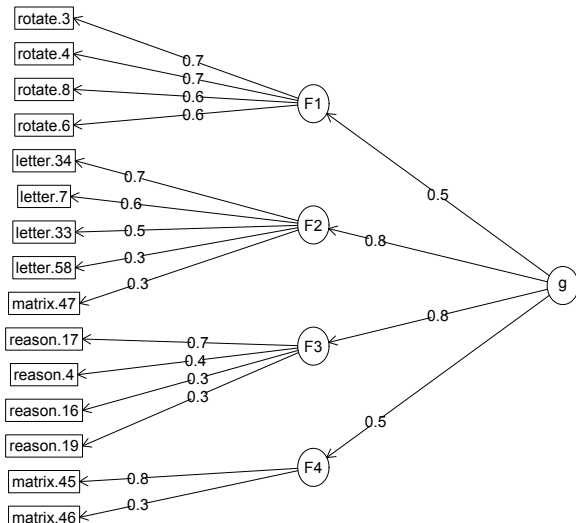 rotate.3
rotate.4
rotate.8
rotate.6
letter.34
letter.7
letter.33
letter.58
matrix.47
reason.17
reason.4
reason.16
reason.19
matrix.45
matrix.46
0.7
0.7
0.6
0.6
0.7
0.6
0.5
0.3
0.3
0.7
0.4
0.3
0.3
0.8
0.3
F1
F2
F3
F4
0.5
0.8
0.8
0.5
g